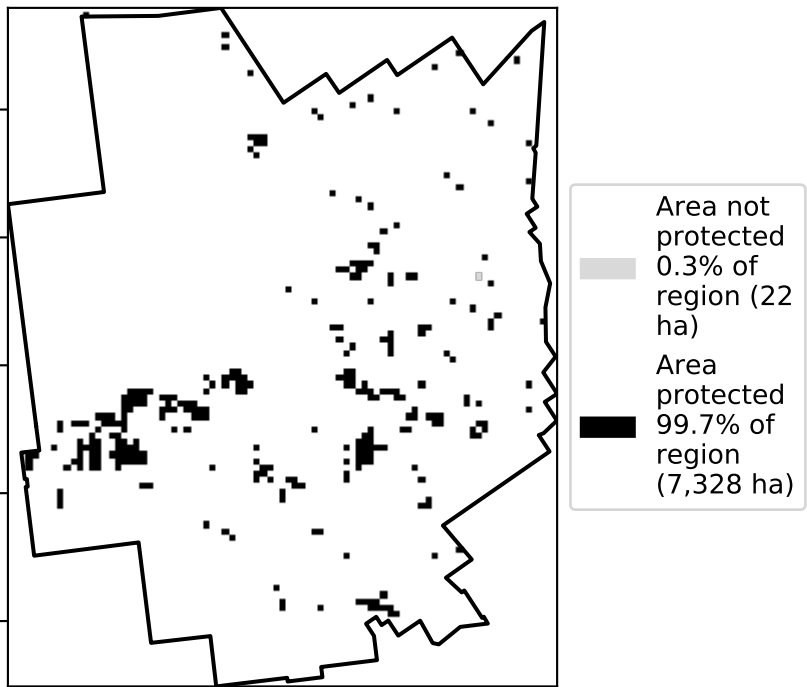 Area not
protected
0.3% of
region (22
ha)
Area
protected
99.7% of
region
(7,328 ha)